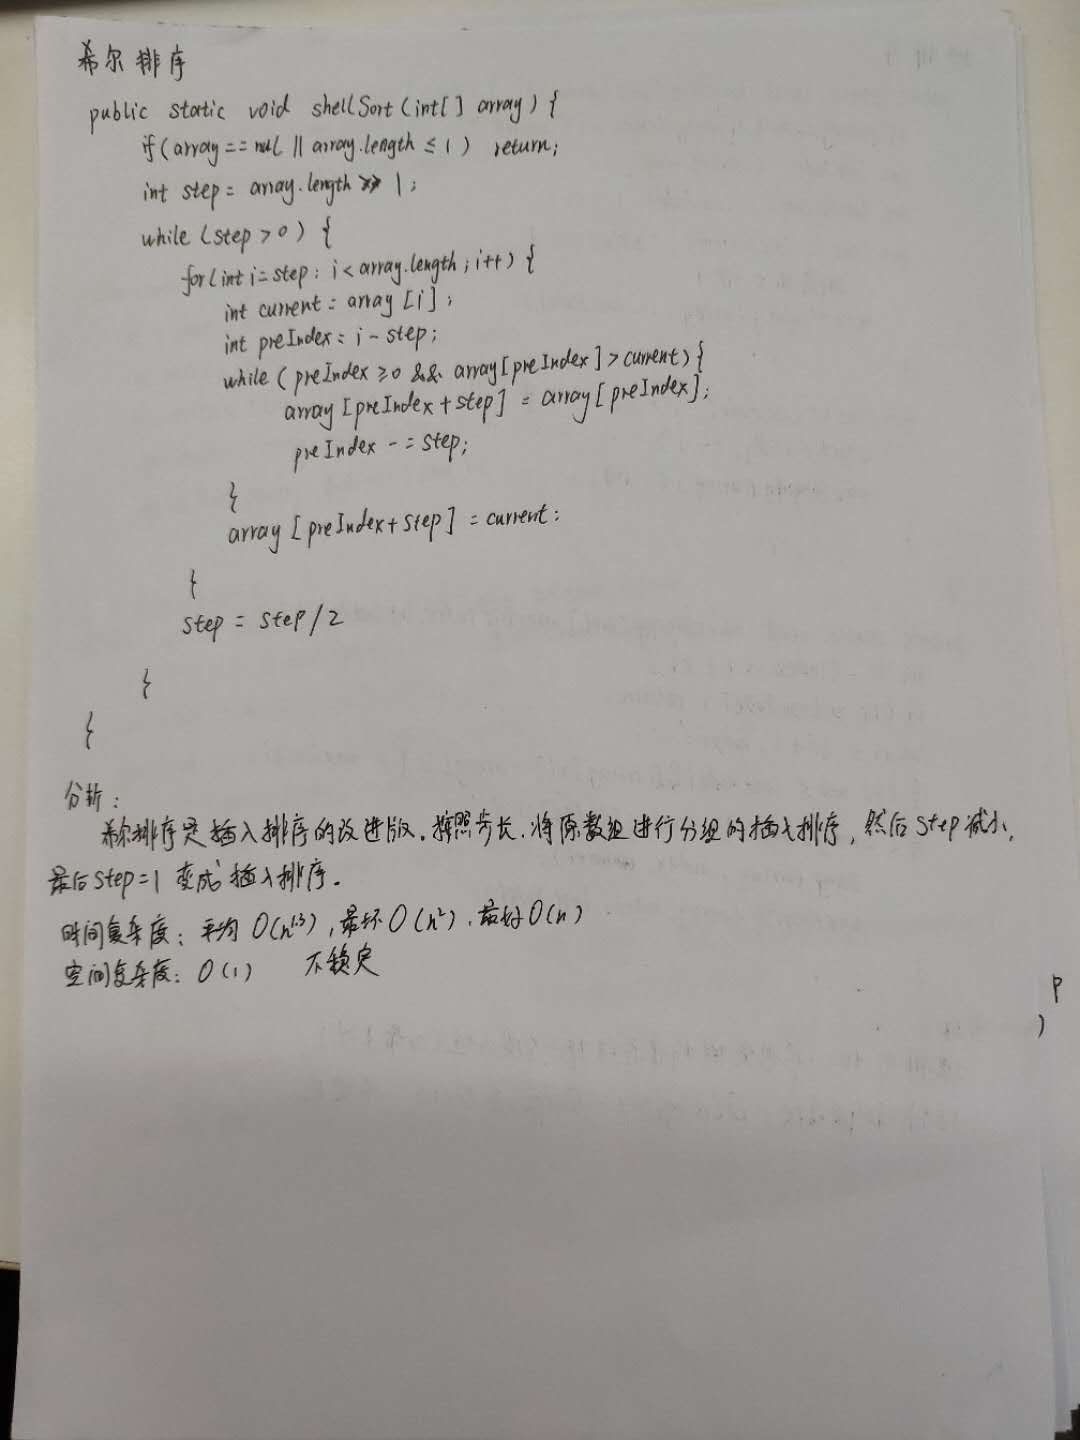 希尔排序
public static void shellSort(int[] array) {
if(array==null || array.length ≤ 1) return;
int step = array.length >> 1;
while (step > 0) {
for(int i=step; i<array.length; i++) {
int current = array[i];
int preIndex = i - step;
while (preIndex ≥ 0 && array[preIndex] > current) {
array[preIndex+step] = array[preIndex];
preIndex -= step;
}
array[preIndex+step] = current;
}
step = step/2
}
}
分析:
希尔排序是插入排序的改进版。按照步长,将原数组进行分组的插入排序,然后step减小,
最后step=1 变成插入排序。
时间复杂度:平均 O(n^1.3),最坏 O(n²),最好 O(n)
空间复杂度:O(1) 不稳定
P
)